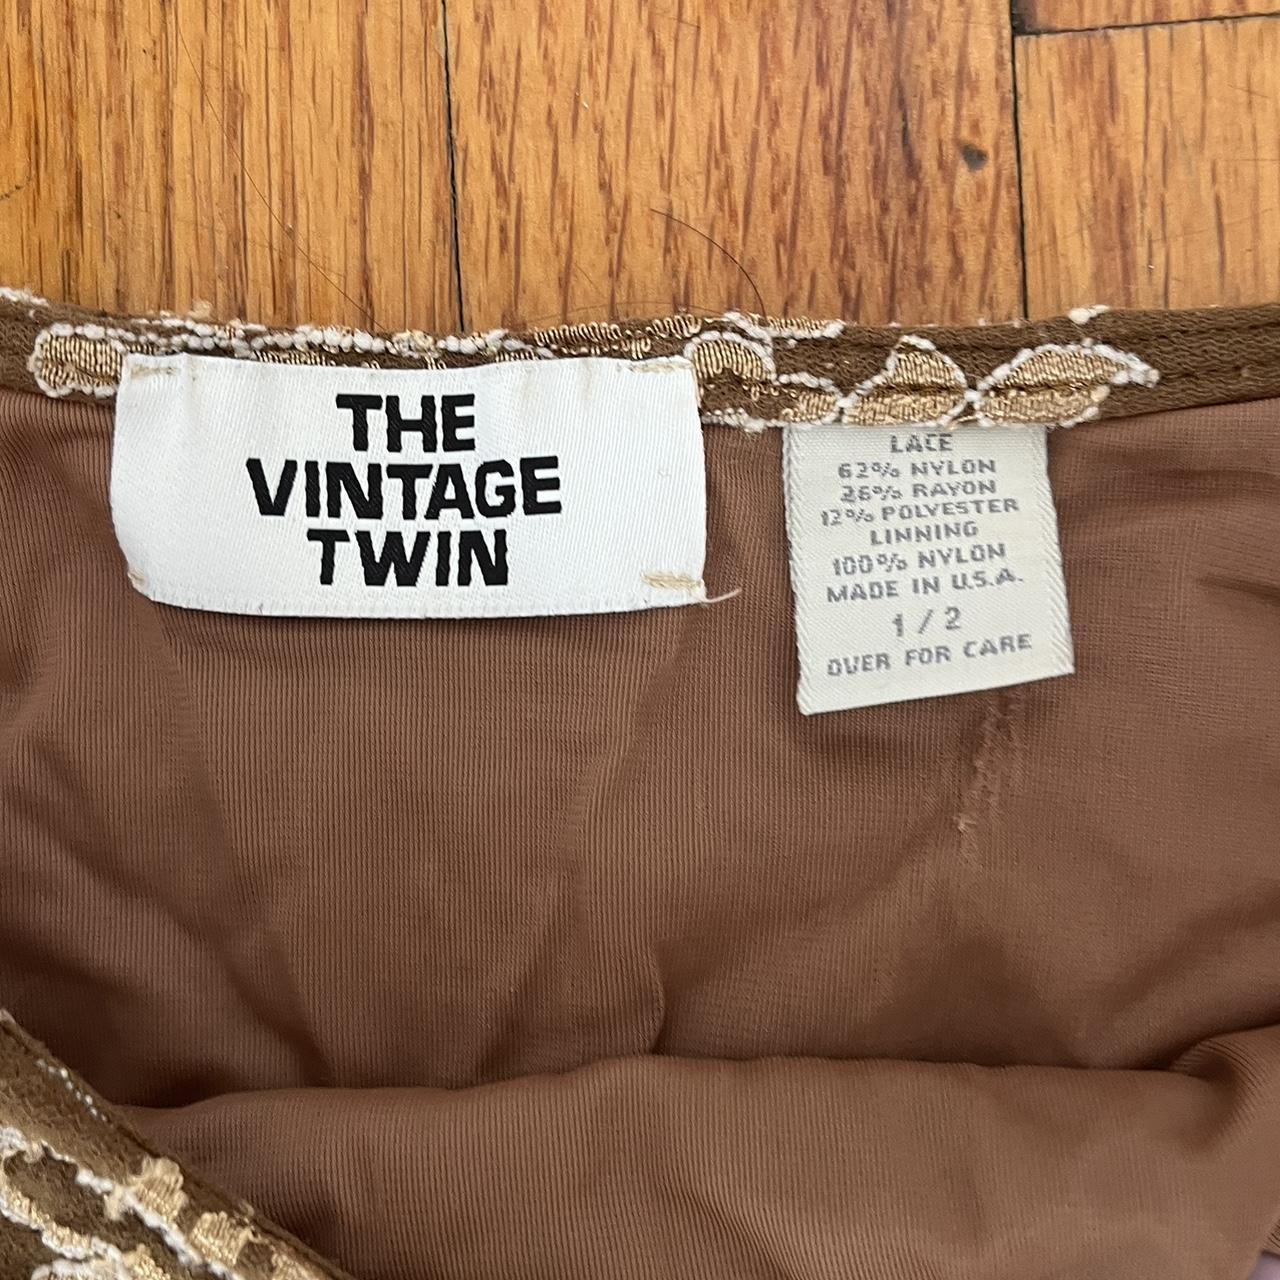 THE
VINTAGE
TWIN
LACE
62% NYLON
26% RAYON
12% POLYESTER
LINNING
100% NYLON
MADE IN U.S.A.
1 / 2
OVER FOR CARE